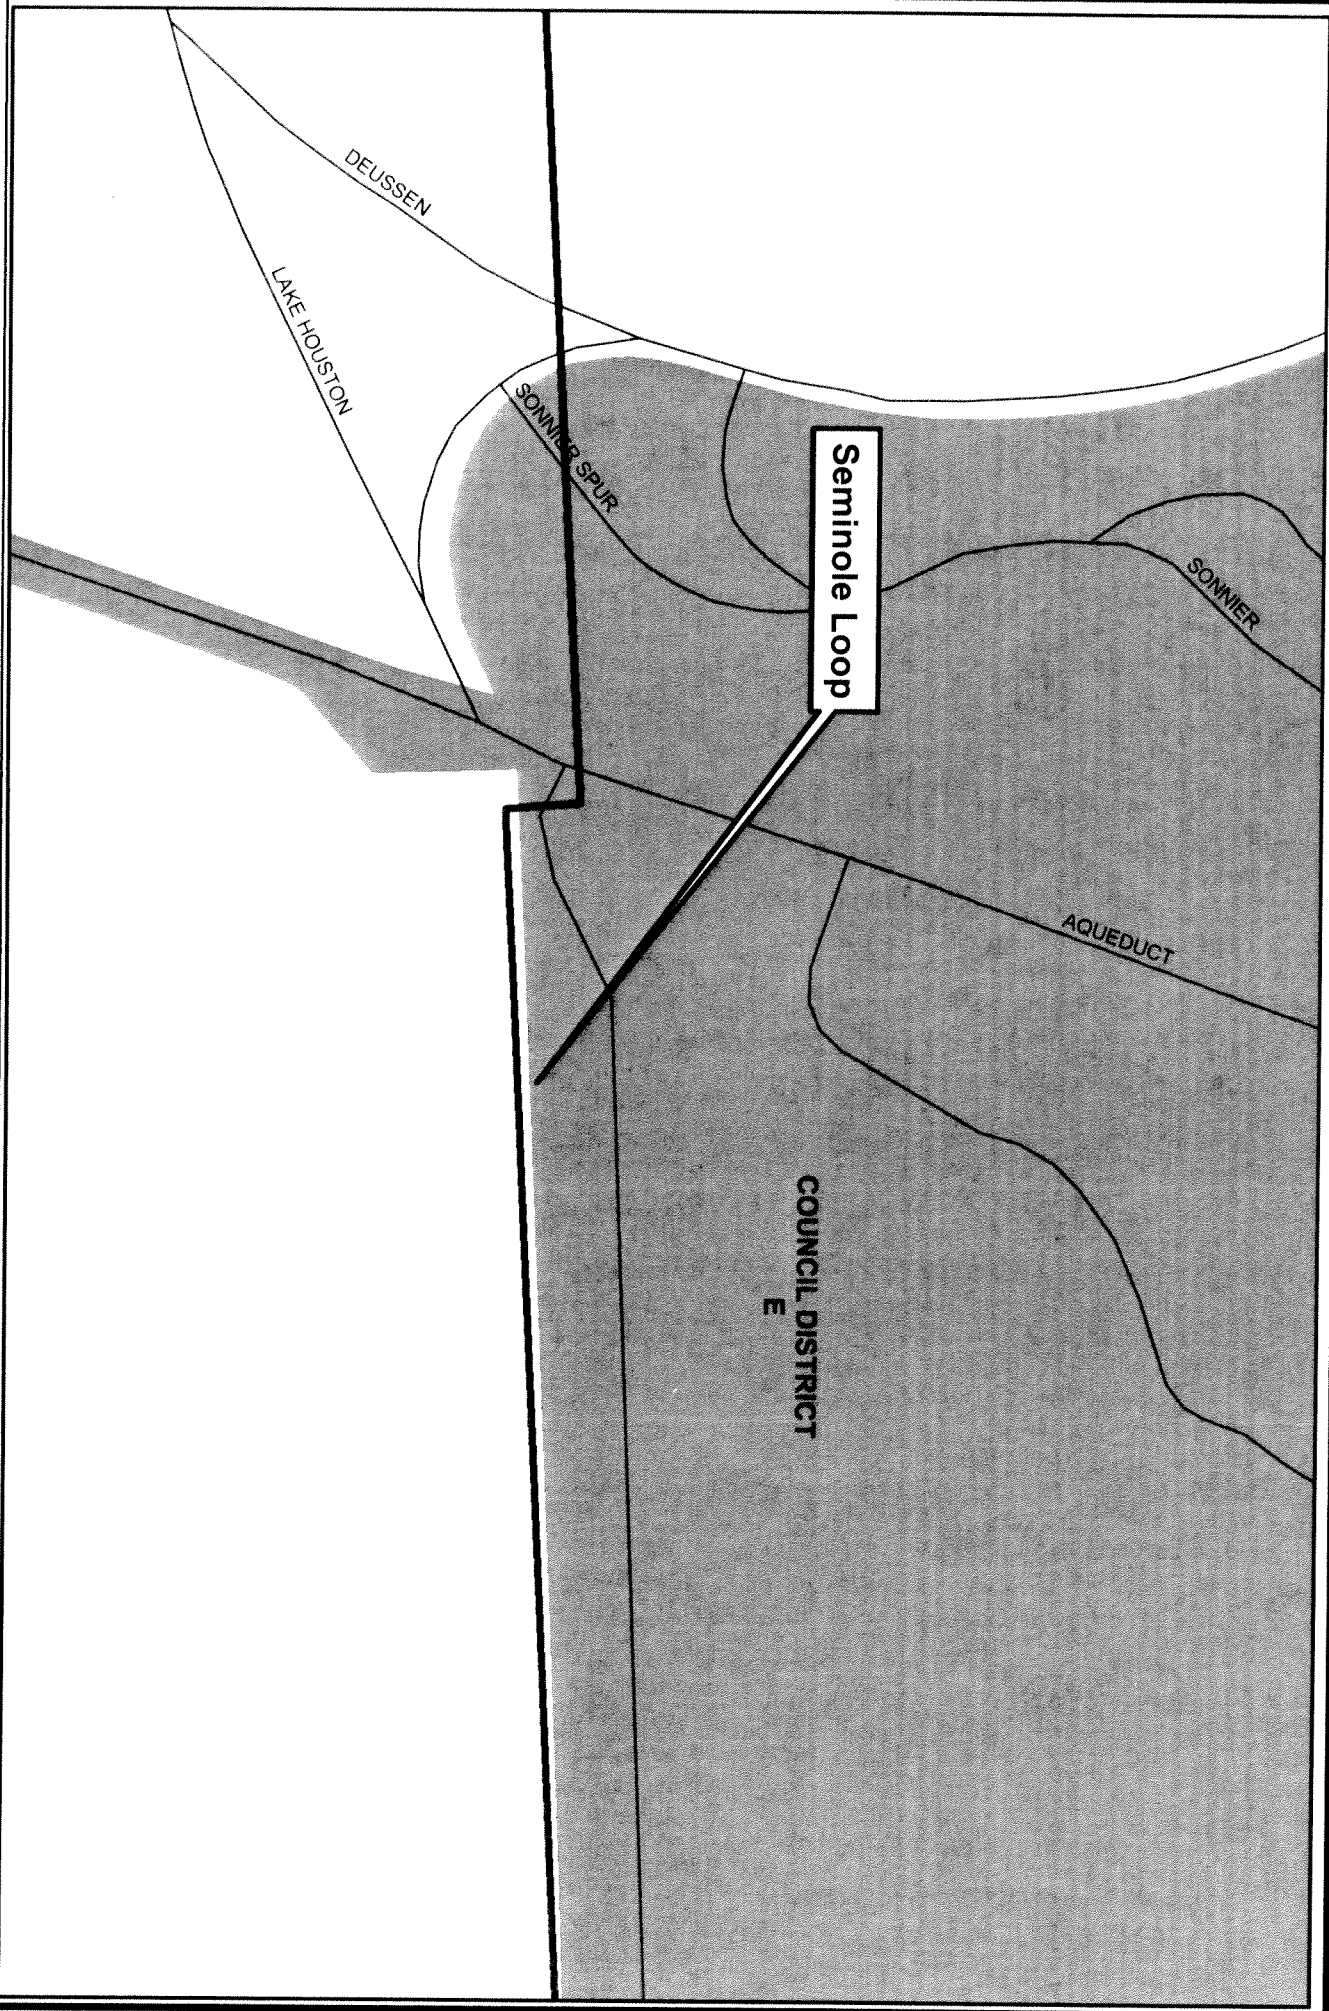 DEUSSEN
LAKE HOUSTON
SONNIER SPUR
Seminole Loop
SONNIER
AQUEDUCT
COUNCIL DISTRICT
E